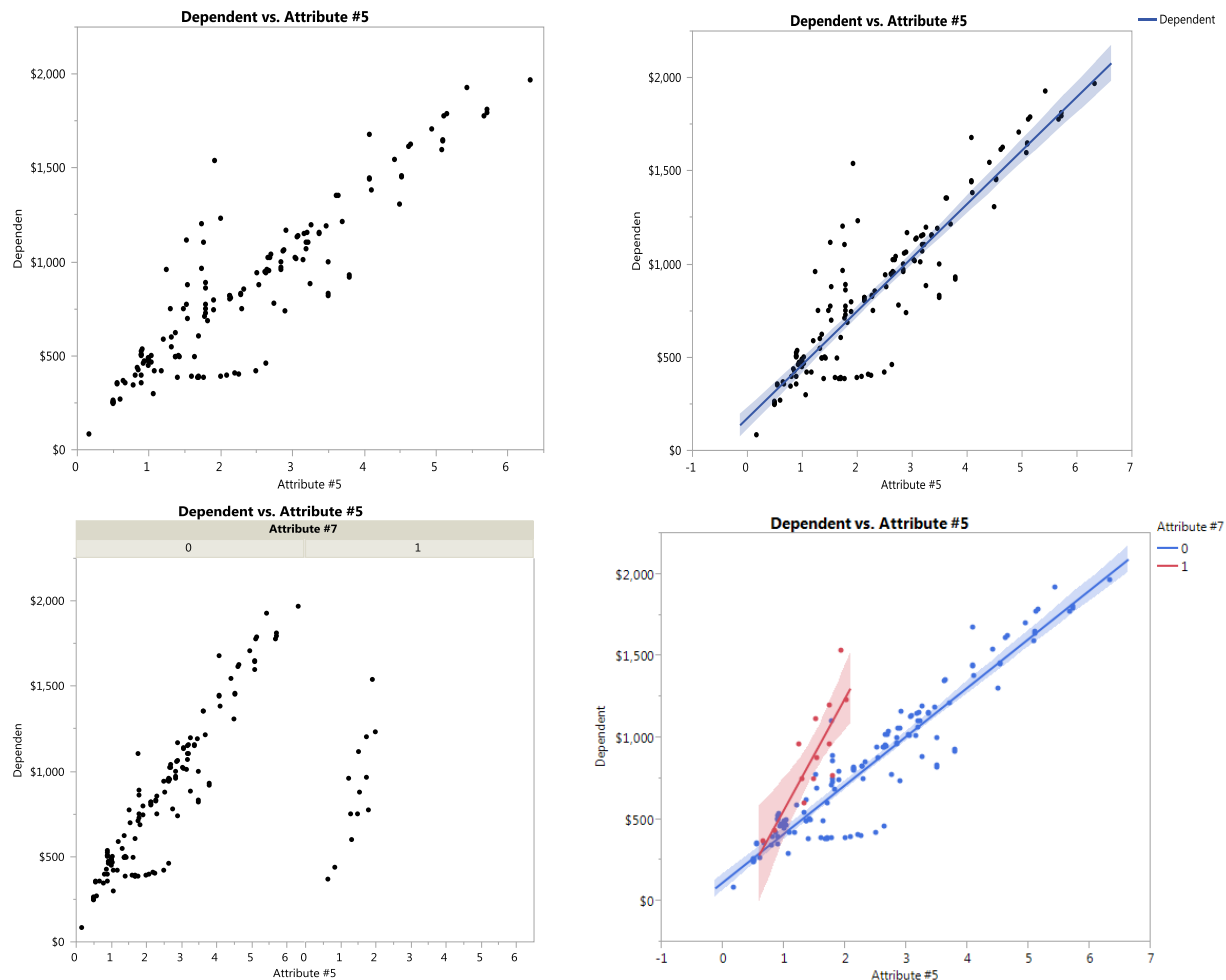 Dependent vs. Attribute #5
$2,000
$1,500
$1,000
$500
$0
Dependen
0 1 2 3 4 5 6
Attribute #5
Dependent vs. Attribute #5
Dependent
$2,000
$1,500
$1,000
$500
$0
Dependen
-1 0 1 2 3 4 5 6 7
Attribute #5
Dependent vs. Attribute #5
Attribute #7
0 1
$2,000
$1,500
$1,000
$500
$0
Dependen
0 1 2 3 4 5 6 0 1 2 3 4 5 6
Attribute #5
Dependent vs. Attribute #5
Attribute #7
0
1
$2,000
$1,500
$1,000
$500
$0
Dependent
-1 0 1 2 3 4 5 6 7
Attribute #5